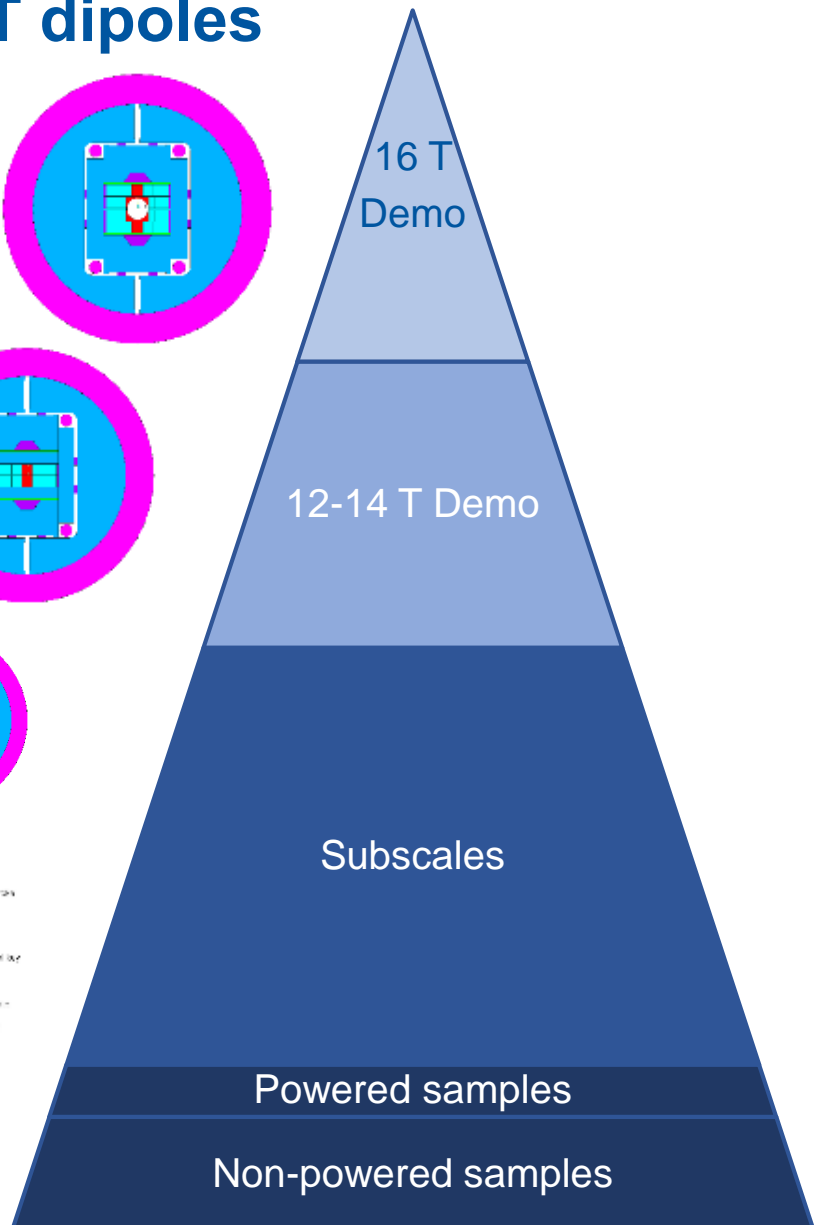 T dipoles
16 T
Demo
12-14 T Demo
Subscales
Powered samples
Non-powered samples